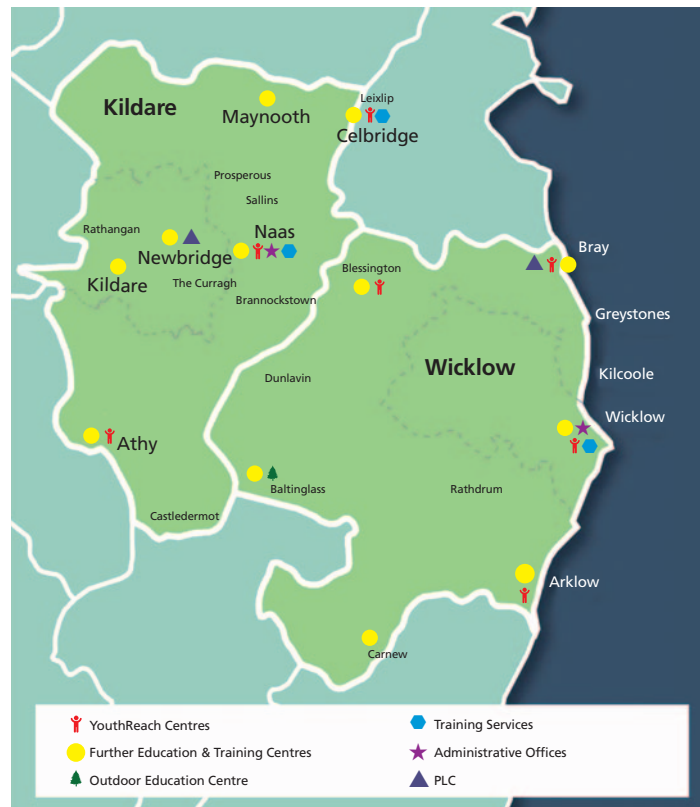 Leixlip
Kildare
Maynooth
Celbridge
Prosperous
Sallins
Rathangan
Naas
Newbridge
Bray
Blessington
Kildare
The Curragh
Brannockstown
Greystones
Wicklow
Kilcoole
Dunlavin
Wicklow
Athy
Baltinglass
Rathdrum
Castledermot
Arklow
Carnew
YouthReach Centres
Training Services
Further Education & Training Centres
Administrative Offices
Outdoor Education Centre
PLC